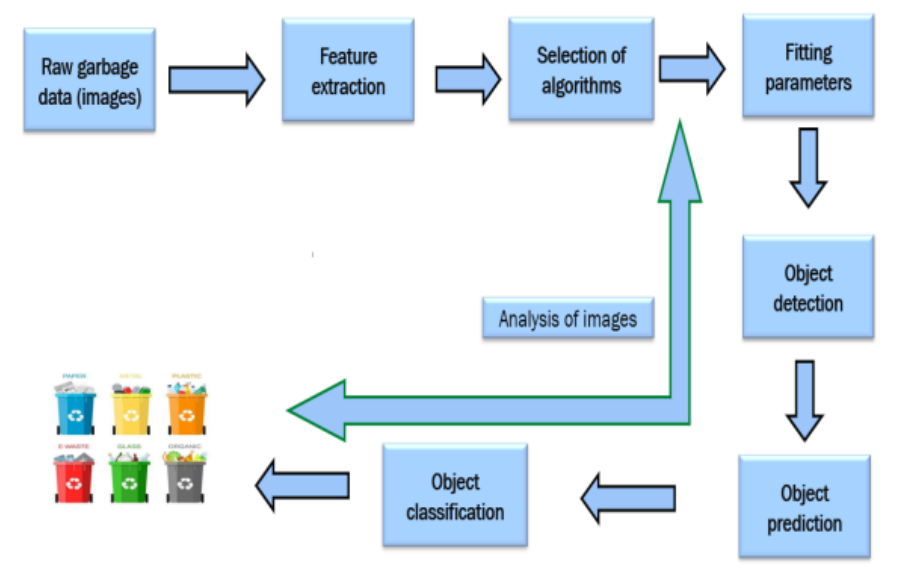 Raw garbage
data (images)
Feature
extraction
Selection of
algorithms
Fitting
parameters
Object
detection
Analysis of images
PAPER
METAL
PLASTIC
E-WASTE
GLASS
ORGANIC
Object
classification
Object
prediction